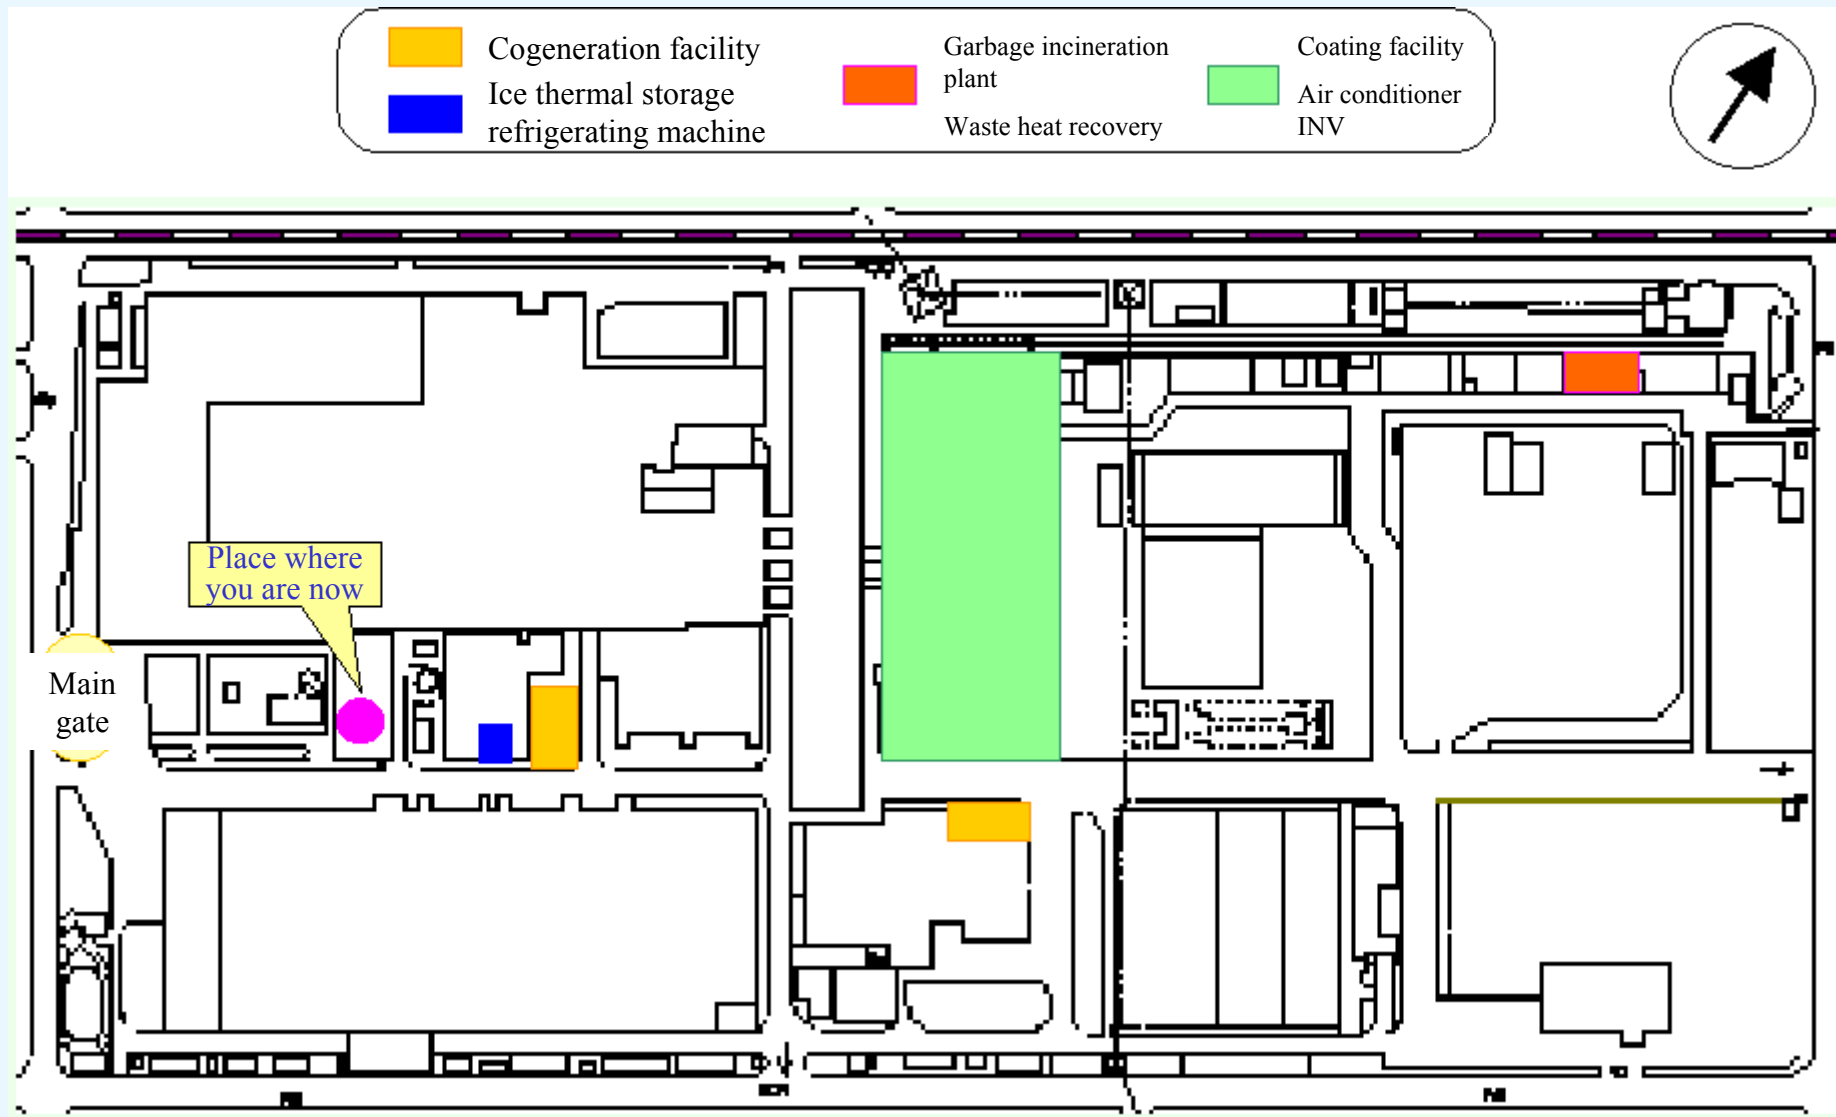 Cogeneration facility
Ice thermal storage
refrigerating machine
Garbage incineration
plant
Waste heat recovery
Coating facility
Air conditioner
INV
Place where
you are now
Main
gate